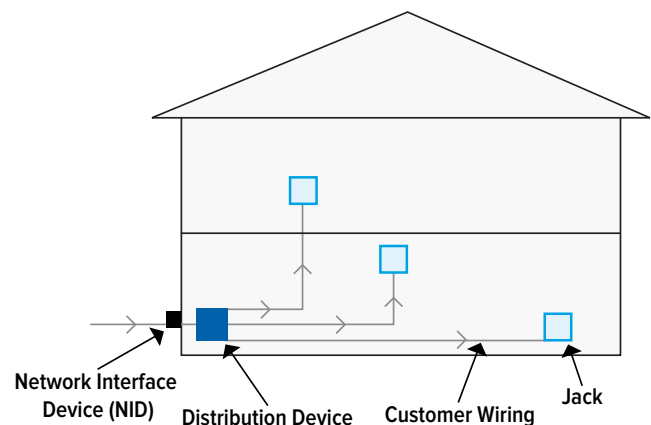 Network Interface
Device (NID)
Distribution Device
Customer Wiring
Jack